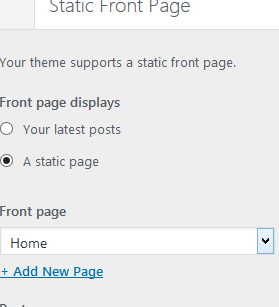 Static Front Page
Your theme supports a static front page.
Front page displays
Your latest posts
A static page
Front page
Home
+ Add New Page